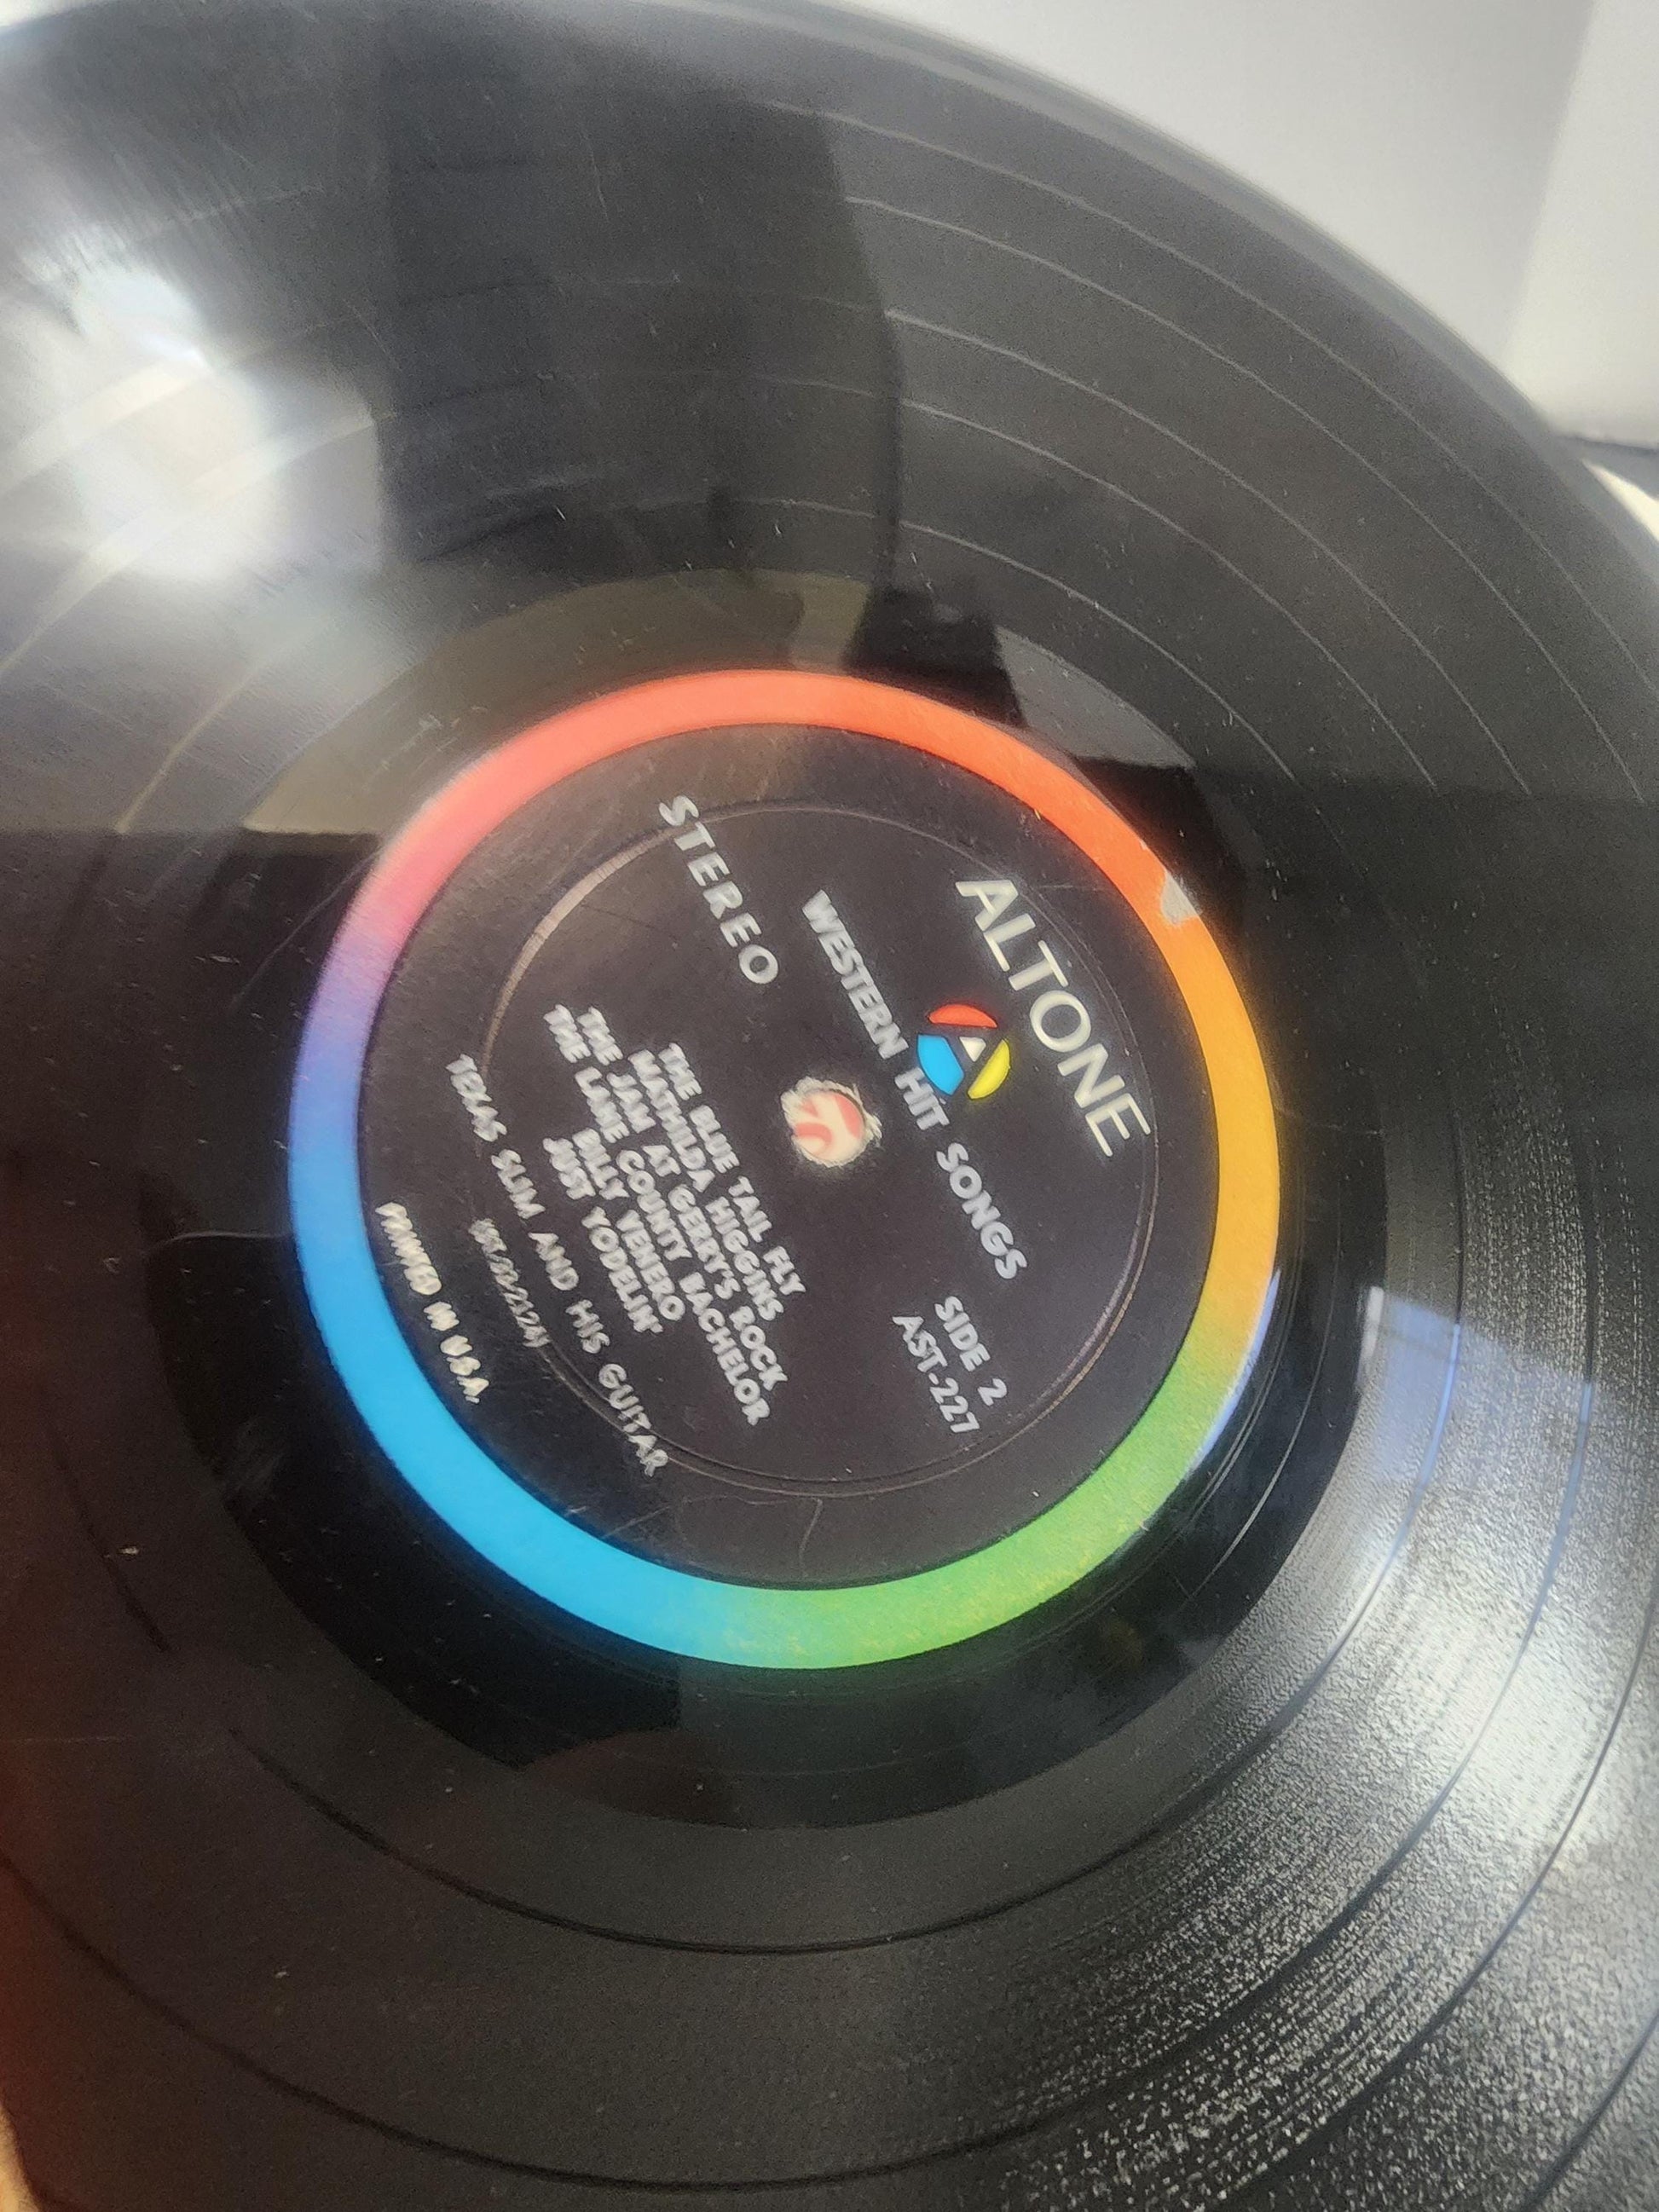 ALTONE
WESTERN HIT SONGS
STEREO
SIDE 2
AST-227
THE BLUE TAIL FLY
MATHILDA HIGGINS
THE JAM AT GERRY'S ROCK
THE LANE COUNTY BACHELOR
BILLY VENERO
JUST YODELIN'
TEXAS SLIM AND HIS GUITAR
PRINTED IN U.S.A.